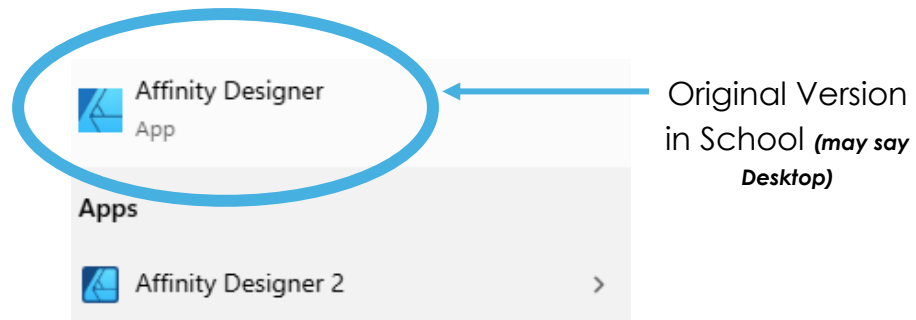 Affinity Designer
App
Apps
Affinity Designer 2
Original Version
in School (may say
Desktop)